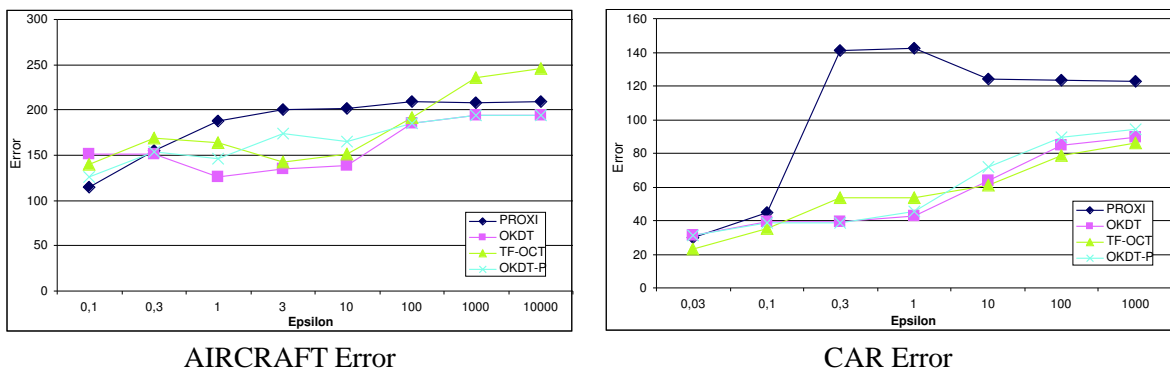 300
250
200
150
100
50
0
Error
0,1 0,3 1 3 10 100 1000 10000
Epsilon
PROXI
OKDT
TF-OCT
OKDT-P
AIRCRAFT Error
160
140
120
100
80
60
40
20
0
Error
0,03 0,1 0,3 1 10 100 1000
Epsilon
PROXI
OKDT
TF-OCT
OKDT-P
CAR Error